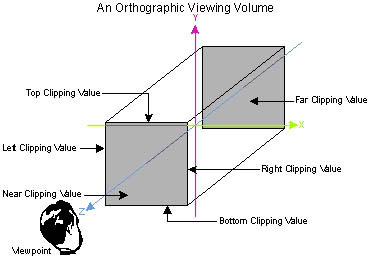 An Orthographic Viewing Volume
Y
Top Clipping Value
Far Clipping Value
X
Left Clipping Value
Right Clipping Value
Near Clipping Value
Z
Bottom Clipping Value
Viewpoint